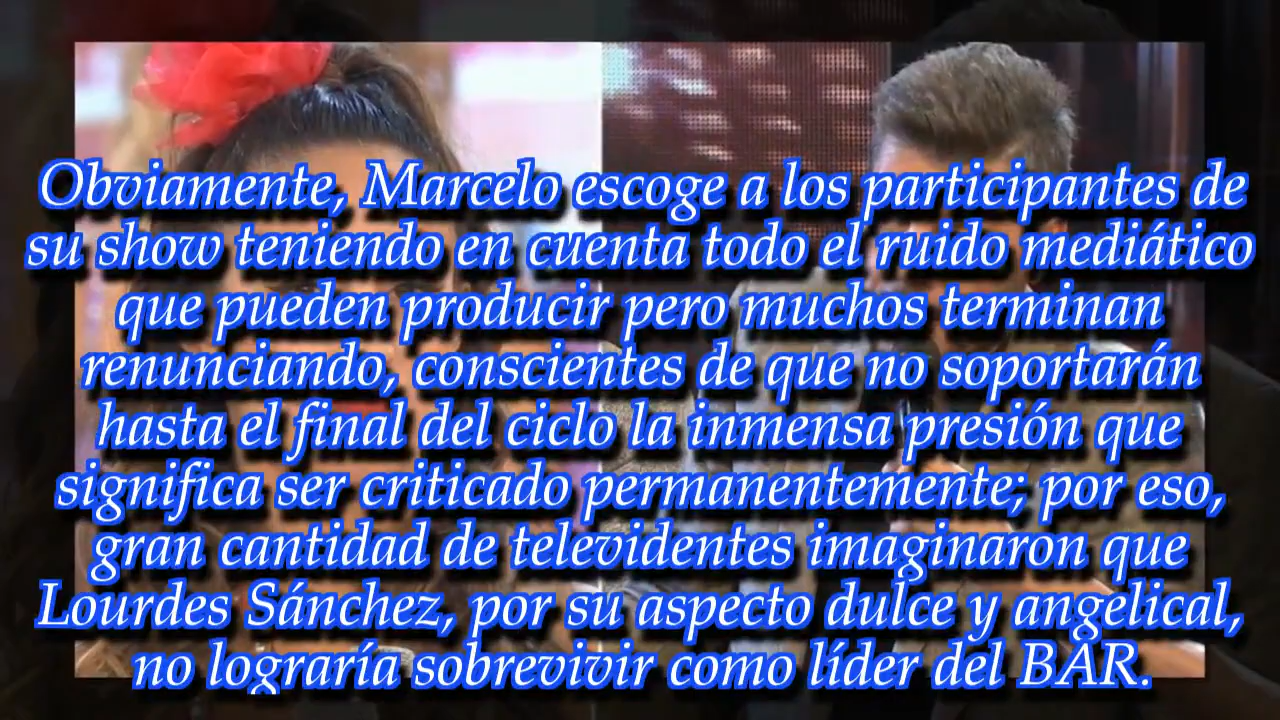 Obviamente, Marcelo escoge a los participantes de
su show teniendo en cuenta todo el ruido mediático
que pueden producir pero muchos terminan
renunciando, conscientes de que no soportarán
hasta el final del ciclo la inmensa presión que
significa ser criticado permanentemente; por eso,
gran cantidad de televidentes imaginaron que
Lourdes Sánchez, por su aspecto dulce y angelical,
no lograría sobrevivir como líder del BAR.